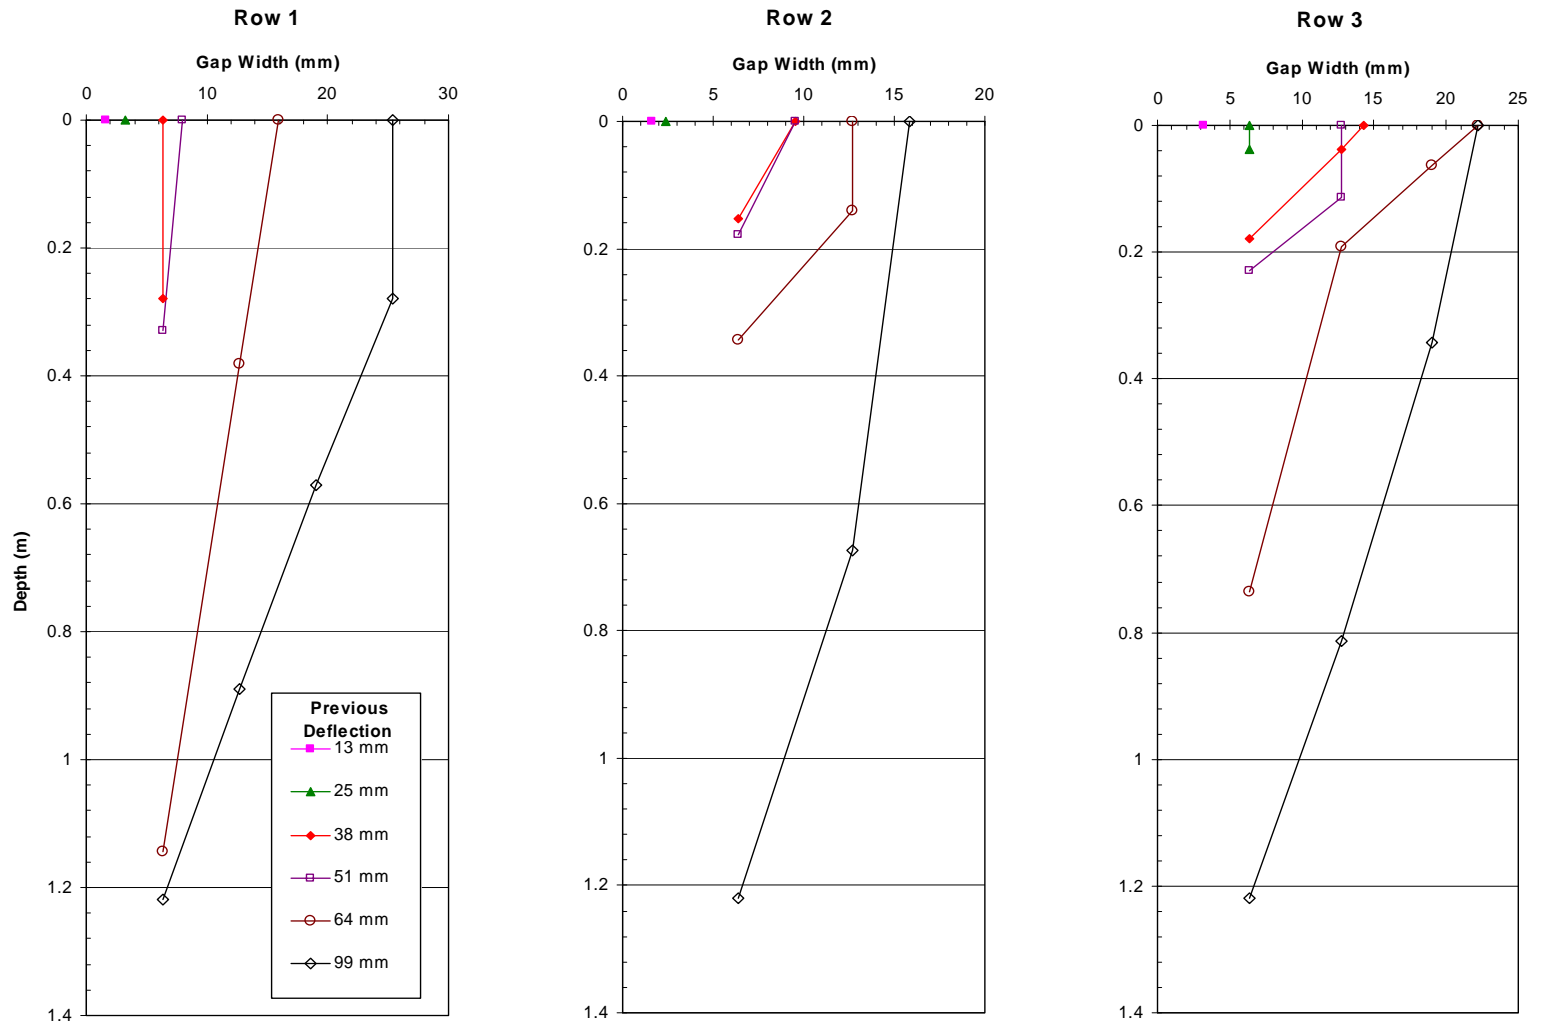 Row 1
Gap Width (mm)
0 10 20 30
0
0.2
0.4
0.6
0.8
1
1.2
1.4
Depth (m)
Previous
Deflection
13 mm
25 mm
38 mm
51 mm
64 mm
99 mm
Row 2
Gap Width (mm)
0 5 10 15 20
0
0.2
0.4
0.6
0.8
1
1.2
1.4
Row 3
Gap Width (mm)
0 5 10 15 20 25
0
0.2
0.4
0.6
0.8
1
1.2
1.4